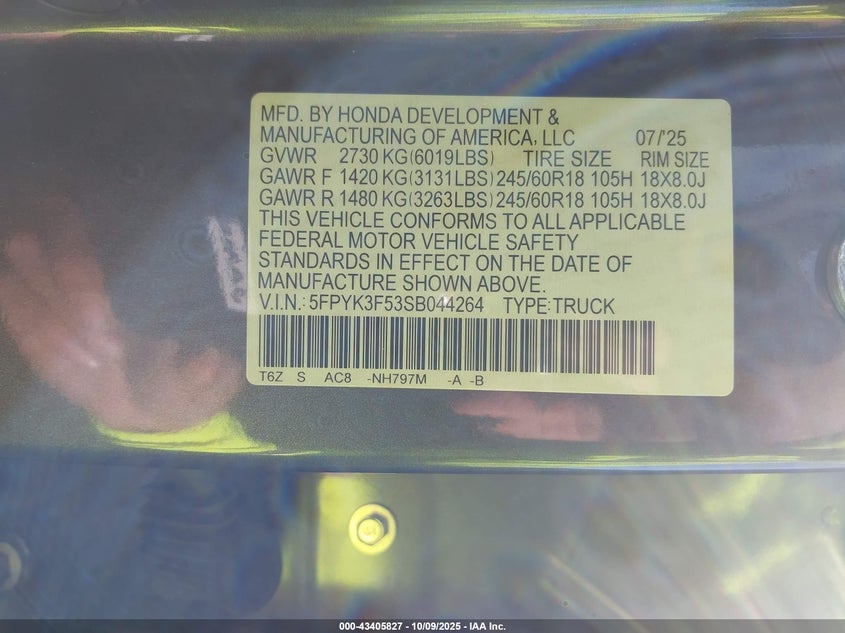 MFD. BY HONDA DEVELOPMENT &
MANUFACTURING OF AMERICA, LLC 07/'25
GVWR 2730 KG(6019LBS) TIRE SIZE RIM SIZE
GAWR F 1420 KG(3131LBS) 245/60R18 105H 18X8.0J
GAWR R 1480 KG(3263LBS) 245/60R18 105H 18X8.0J
THIS VEHICLE CONFORMS TO ALL APPLICABLE
FEDERAL MOTOR VEHICLE SAFETY
STANDARDS IN EFFECT ON THE DATE OF
MANUFACTURE SHOWN ABOVE.
V.I.N.: 5FPYK3F53SB044264 TYPE:TRUCK
T6Z S AC8 -NH797M -A -B
000-43405827 - 10/09/2025 - IAA Inc.